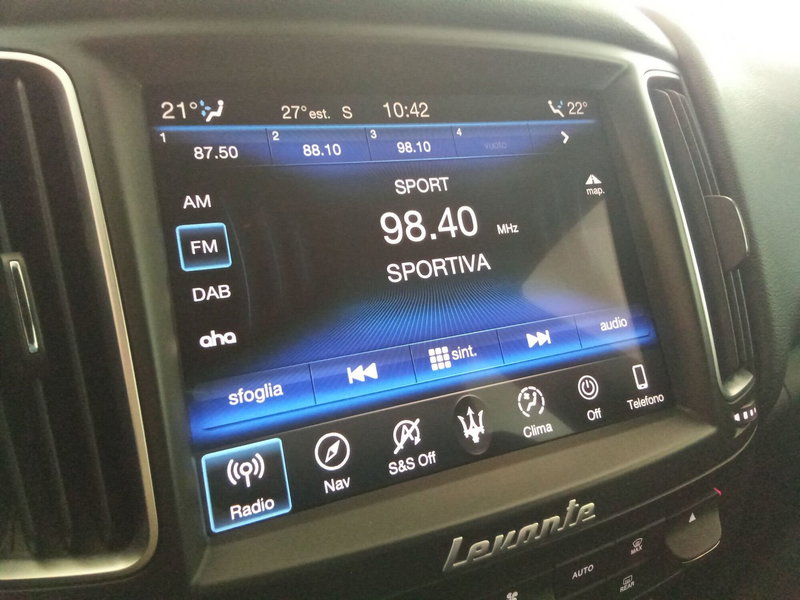 21° 27° est. S 10:42 22°
1 87.50 2 88.10 3 98.10 4 vuoto
SPORT
map.
AM
98.40 MHz
FM
SPORTIVA
DAB
aha
sfoglia sint. audio
Radio Nav S&S Off Clima Off Telefono
Levante
AUTO MAX
REAR